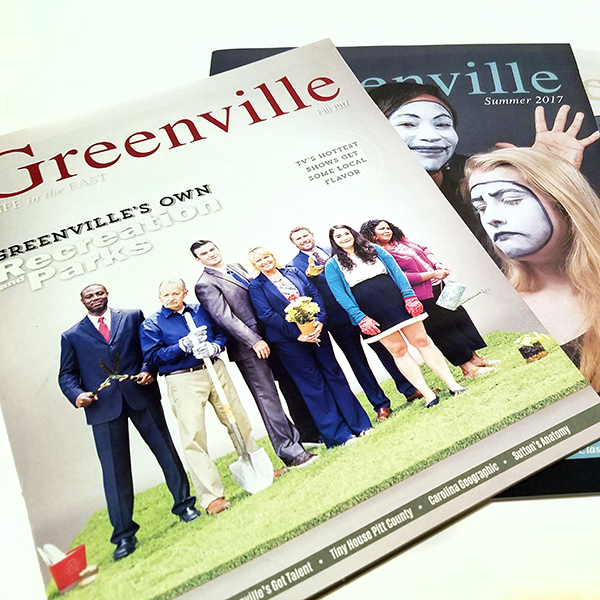 Greenville
Fall 2017
LIFE in the EAST
TV'S HOTTEST
SHOWS GET
SOME LOCAL
FLAVOR
GREENVILLE'S OWN
Recreation
and Parks
Greenville's Got Talent • Tiny House Pitt County • Carolina Geographic • Sutton's Anatomy
Greenville
Summer 2017